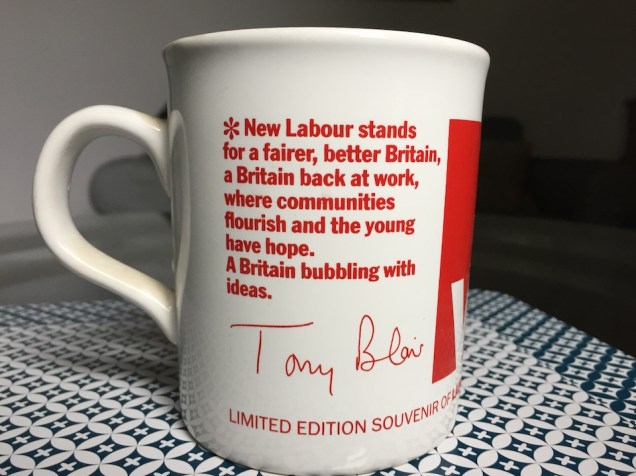 * New Labour stands
for a fairer, better Britain,
a Britain back at work,
where communities
flourish and the young
have hope.
A Britain bubbling with
ideas.
Tony Blair
LIMITED EDITION SOUVENIR OF